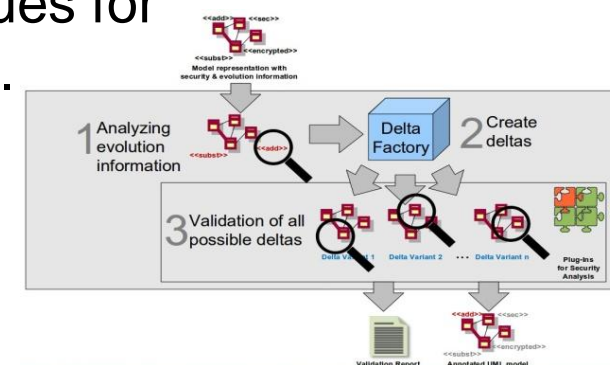 ues for
.
<<add>> <<sec>>
<<subst>> <<encrypted>>
Model representation with
security & evolution information
1 Analyzing
evolution
information
<<add>>
<<subst>>
Delta
Factory
2 Create
deltas
3 Validation of all
possible deltas
Delta 1 Delta Variant 2 ... Delta Variant n
Plug-Ins
for Security
Analysis
<<add>> <<sec>>
<<encrypted>>
<<subst>>
Validation Report Annotated UML model